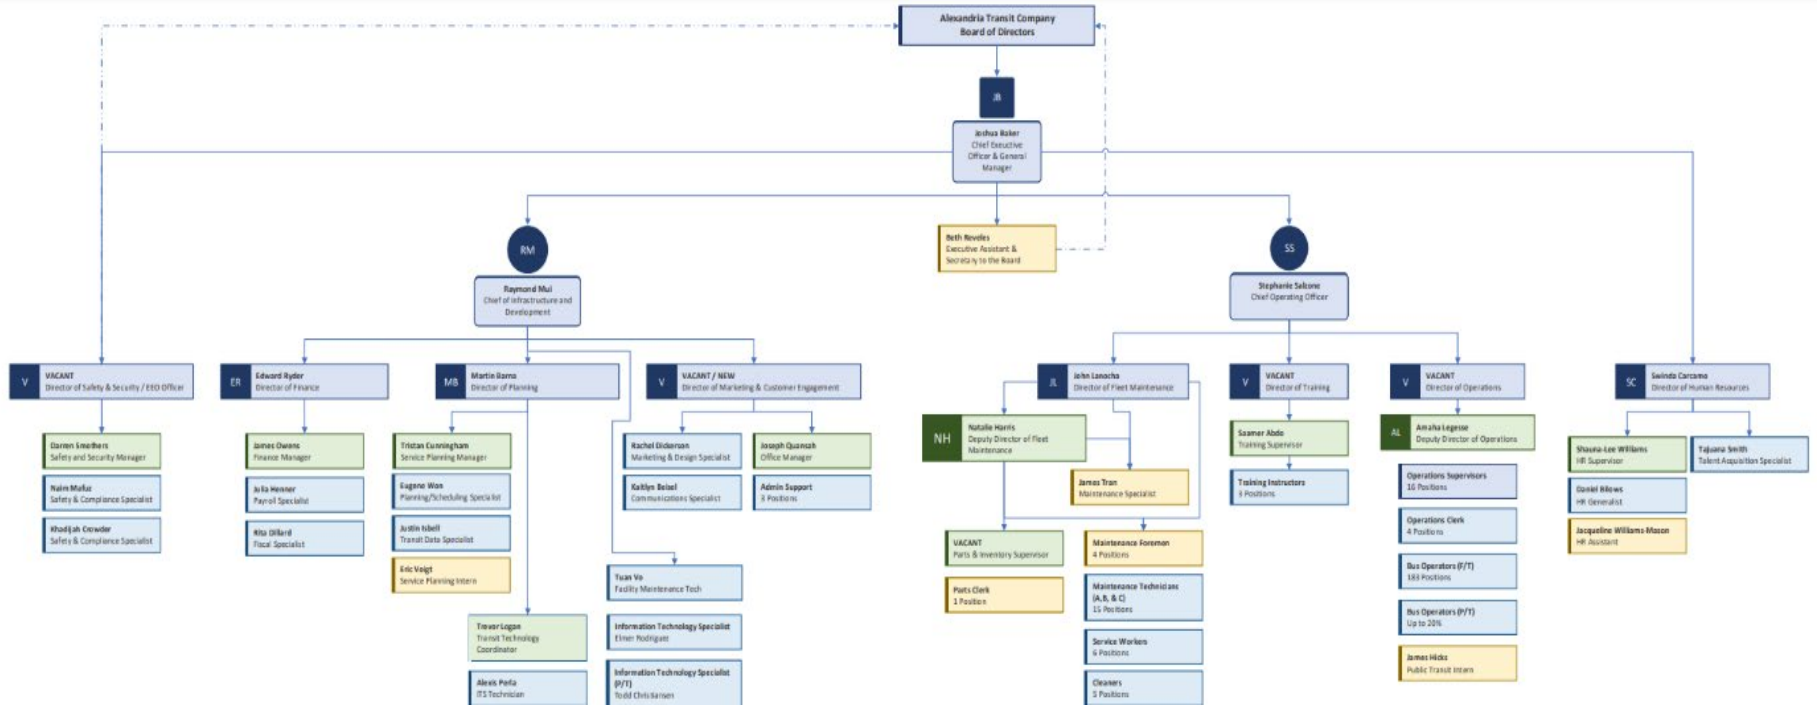 Alexandria Transit Company
Board of Directors
JB
Joshua Baker
Chief Executive
Officer & General
Manager
Beth Reveles
Executive Assistant &
Secretary to the Board
RM
Raymond Mui
Chief of Infrastructure and
Development
SS
Stephanie Salzone
Chief Operating Officer
V
VACANT
Director of Safety & Security / EEO Officer
Darren Smothers
Safety and Security Manager
Naim Mafuz
Safety & Compliance Specialist
Khadijah Crowder
Safety & Compliance Specialist
ER
Edward Ryder
Director of Finance
James Owens
Finance Manager
Julia Henner
Payroll Specialist
Rita Dillard
Fiscal Specialist
MB
Martin Barna
Director of Planning
Tristan Cunningham
Service Planning Manager
Eugene Won
Planning/Scheduling Specialist
Justin Isbell
Transit Data Specialist
Eric Voigt
Service Planning Intern
Trevor Logan
Transit Technology
Coordinator
Alexis Perla
ITS Technician
Tuan Vo
Facility Maintenance Tech
Information Technology Specialist
Elmer Rodriguez
Information Technology Specialist
(P/T)
Todd Christiansen
V
VACANT / NEW
Director of Marketing & Customer Engagement
Rachel Dickerson
Marketing & Design Specialist
Kaitlyn Beisel
Communications Specialist
Joseph Quansah
Office Manager
Admin Support
3 Positions
JL
John Lanocha
Director of Fleet Maintenance
NH
Natalie Harris
Deputy Director of Fleet
Maintenance
James Tran
Maintenance Specialist
VACANT
Parts & Inventory Supervisor
Parts Clerk
1 Position
Maintenance Foremen
4 Positions
Maintenance Technicians
(A,B, & C)
15 Positions
Service Workers
6 Positions
Cleaners
5 Positions
V
VACANT
Director of Training
Saamer Abdo
Training Supervisor
Training Instructors
3 Positions
V
VACANT
Director of Operations
AL
Amaha Legesse
Deputy Director of Operations
Operations Supervisors
16 Positions
Operations Clerk
4 Positions
Bus Operators (F/T)
183 Positions
Bus Operators (P/T)
Up to 20%
James Hicks
Public Transit Intern
SC
Swinda Carcamo
Director of Human Resources
Shauna-Lee Williams
HR Supervisor
Daniel Bilows
HR Generalist
Jacqueline Williams-Mason
HR Assistant
Tajuana Smith
Talent Acquisition Specialist